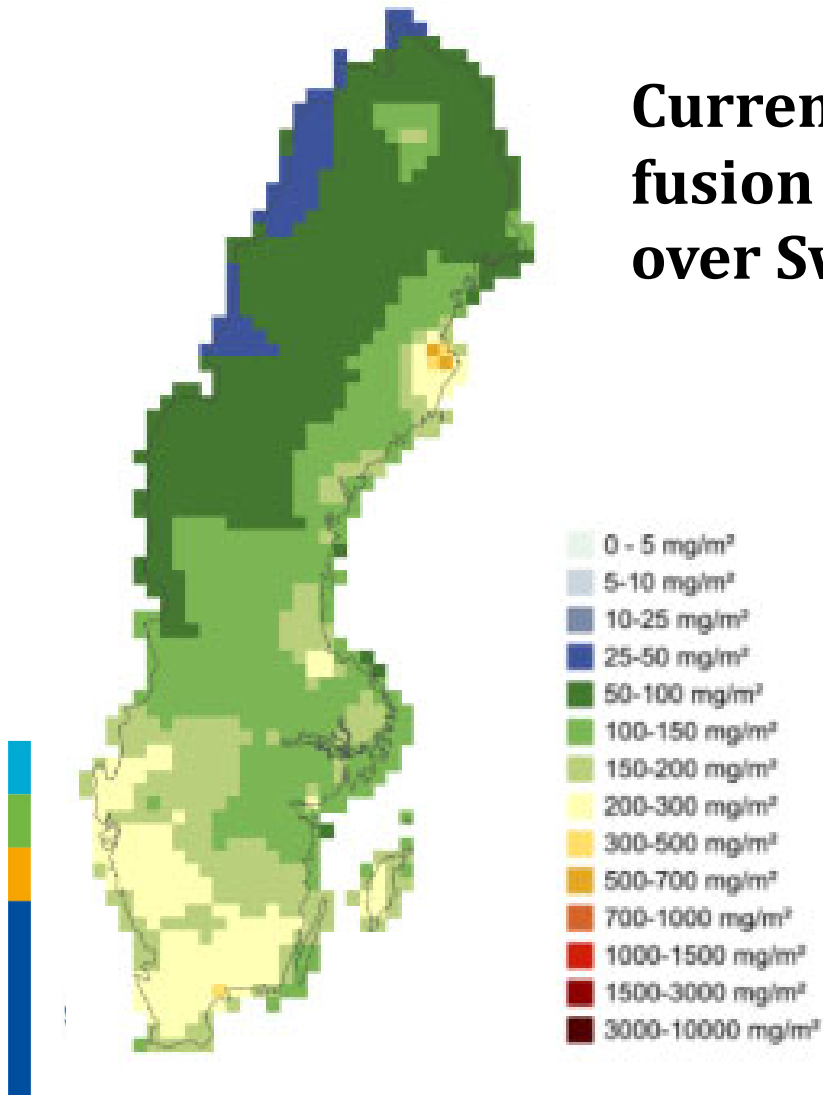 Curren
fusion
over Sv
0 - 5 mg/m²
5-10 mg/m²
10-25 mg/m²
25-50 mg/m²
50-100 mg/m²
100-150 mg/m²
150-200 mg/m²
200-300 mg/m²
300-500 mg/m²
500-700 mg/m²
700-1000 mg/m²
1000-1500 mg/m²
1500-3000 mg/m²
3000-10000 mg/m²